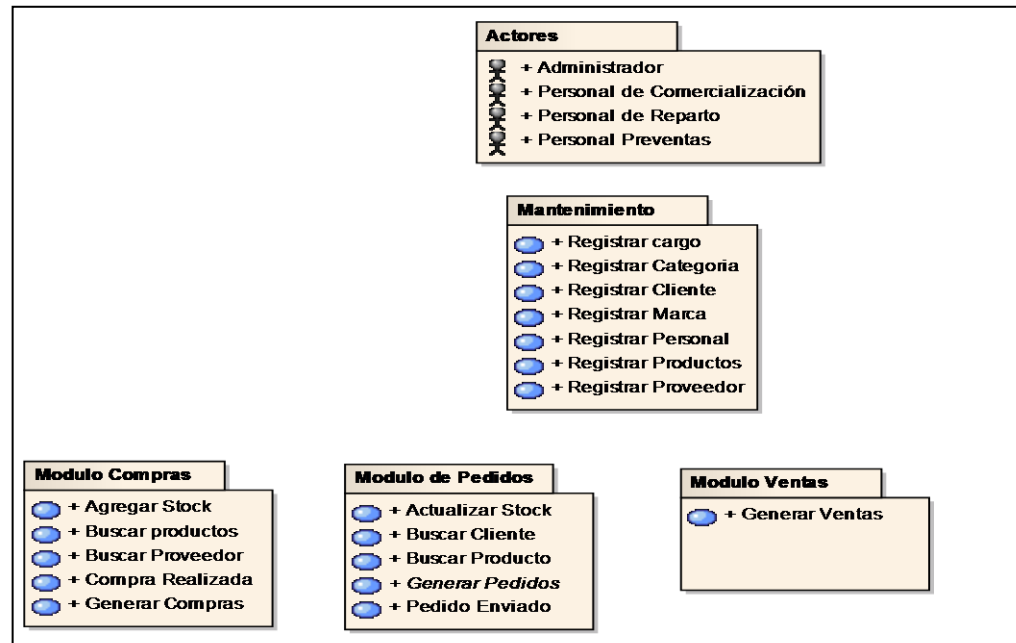 Actores
+ Administrador
+ Personal de Comercialización
+ Personal de Reparto
+ Personal Preventas
Mantenimiento
+ Registrar cargo
+ Registrar Categoria
+ Registrar Cliente
+ Registrar Marca
+ Registrar Personal
+ Registrar Productos
+ Registrar Proveedor
Modulo Compras
+ Agregar Stock
+ Buscar productos
+ Buscar Proveedor
+ Compra Realizada
+ Generar Compras
Modulo de Pedidos
+ Actualizar Stock
+ Buscar Cliente
+ Buscar Producto
+ Generar Pedidos
+ Pedido Enviado
Modulo Ventas
+ Generar Ventas